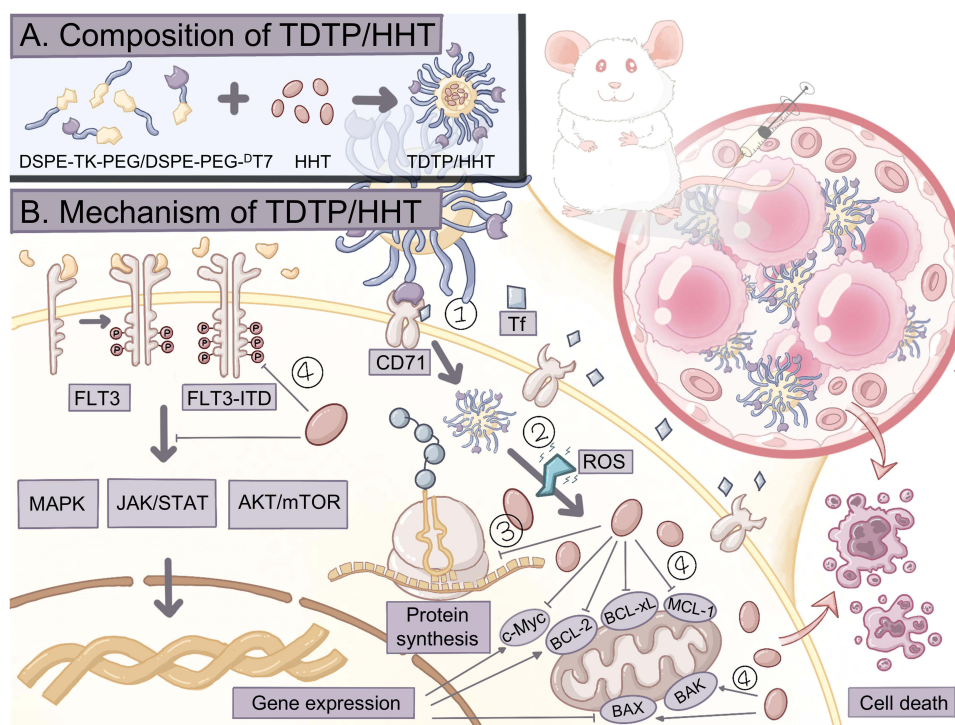 A. Composition of TDTP/HHT
DSPE-TK-PEG/DSPE-PEG-ᴰT7
HHT
TDTP/HHT
B. Mechanism of TDTP/HHT
P
P
P
P
P
P
P
P
P
P
P
P
FLT3
FLT3-ITD
④
CD71
①
Tf
②
ROS
MAPK
JAK/STAT
AKT/mTOR
③
④
Protein
synthesis
c-Myc
BCL-2
BCL-xL
MCL-1
④
BAK
BAX
Gene expression
Cell death